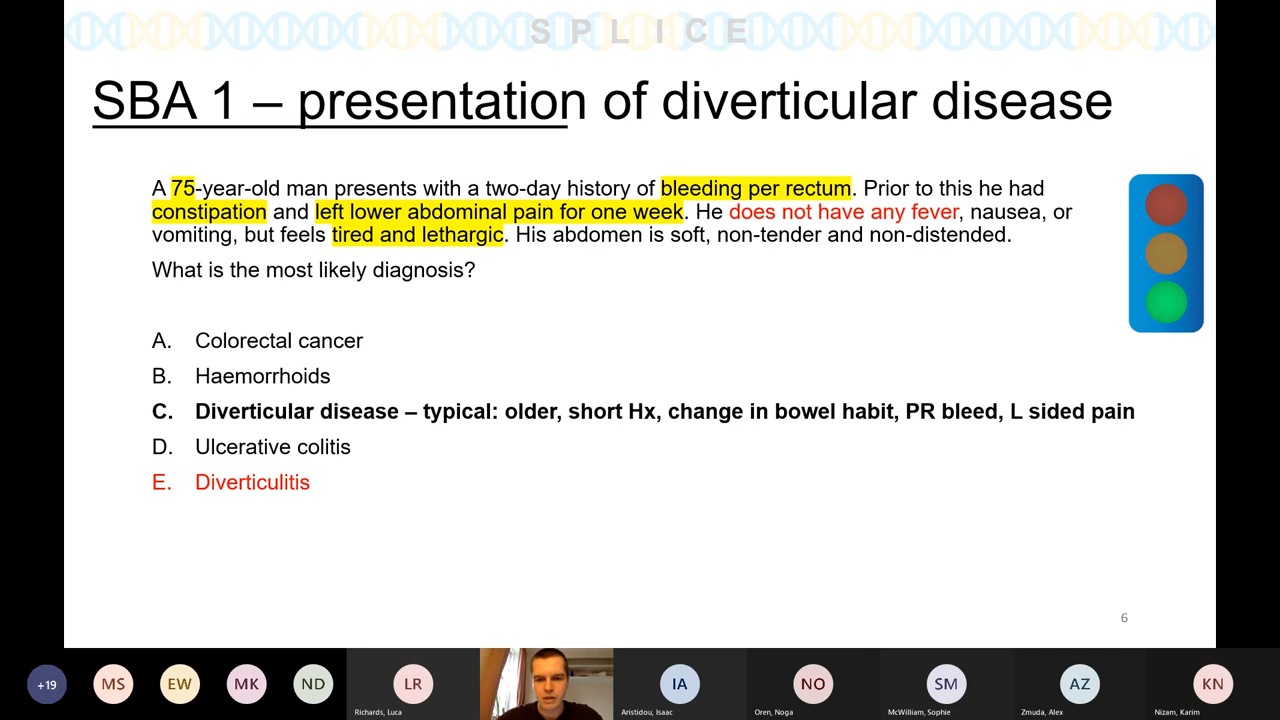 SPLICE
SBA 1 – presentation of diverticular disease
A 75-year-old man presents with a two-day history of bleeding per rectum. Prior to this he had
constipation and left lower abdominal pain for one week. He does not have any fever, nausea, or
vomiting, but feels tired and lethargic. His abdomen is soft, non-tender and non-distended.
What is the most likely diagnosis?
A. Colorectal cancer
B. Haemorrhoids
C. Diverticular disease – typical: older, short Hx, change in bowel habit, PR bleed, L sided pain
D. Ulcerative colitis
E. Diverticulitis
6
+19 MS EW MK ND LR IA NO SM AZ KN
Richards, Luca Aristidou, Isaac Oren, Noga McWilliam, Sophie Zmuda, Alex Nizam, Karim